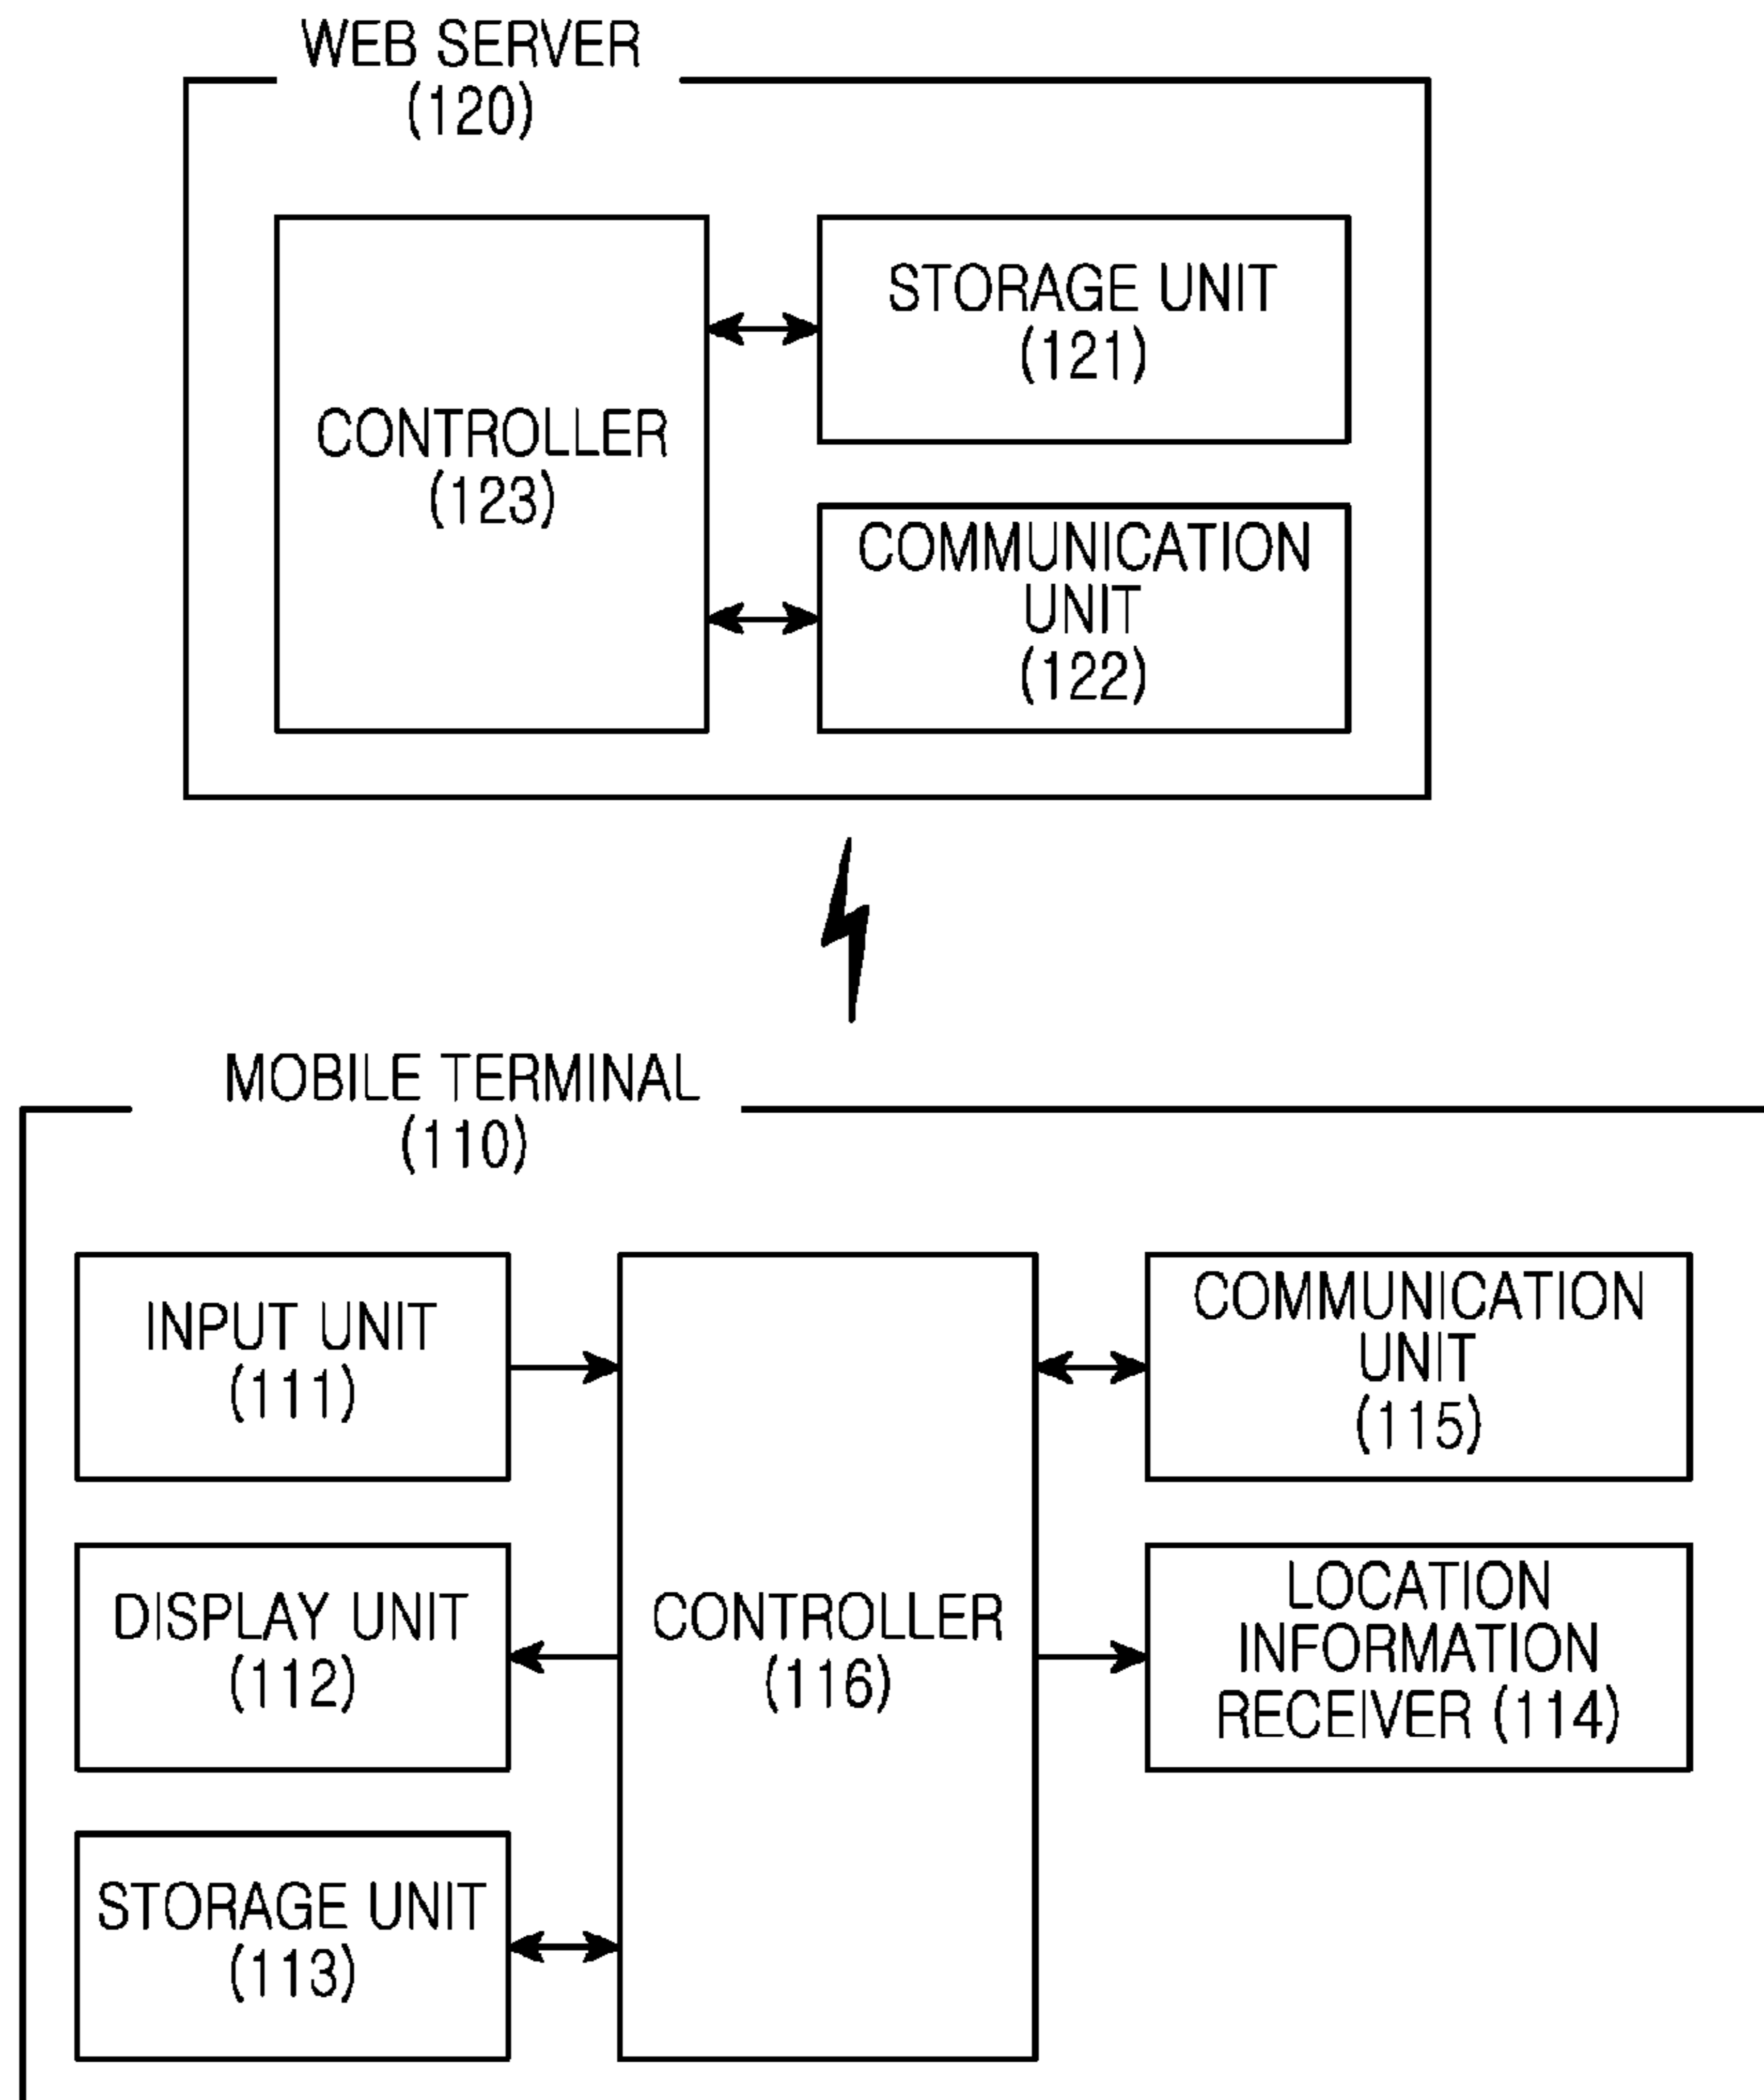 WEB SERVER
(120)
CONTROLLER
(123)
STORAGE UNIT
(121)
COMMUNICATION
UNIT
(122)
MOBILE TERMINAL
(110)
INPUT UNIT
(111)
DISPLAY UNIT
(112)
STORAGE UNIT
(113)
CONTROLLER
(116)
COMMUNICATION
UNIT
(115)
LOCATION
INFORMATION
RECEIVER (114)